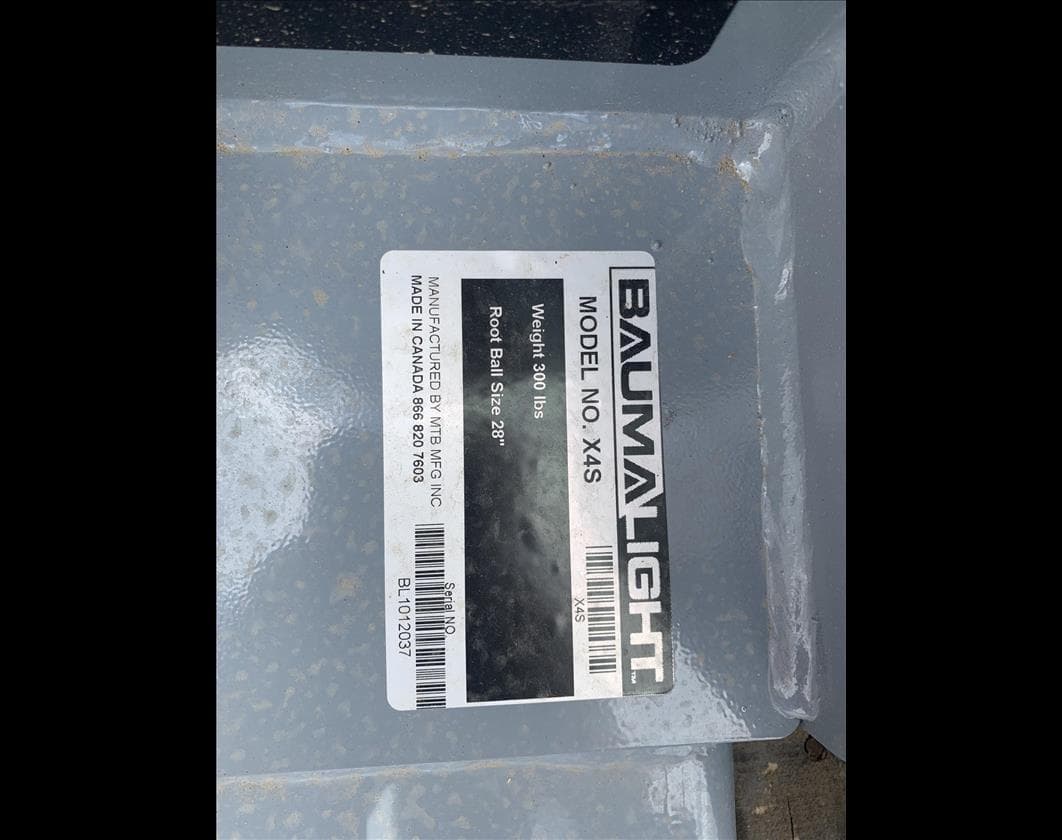 BAUMALIGHT™
MODEL NO. X4S
X4S
Weight 300 lbs
Root Ball Size 28"
Serial NO
MANUFACTURED BY MTB MFG INC
MADE IN CANADA 866 820 7603
BL1012037